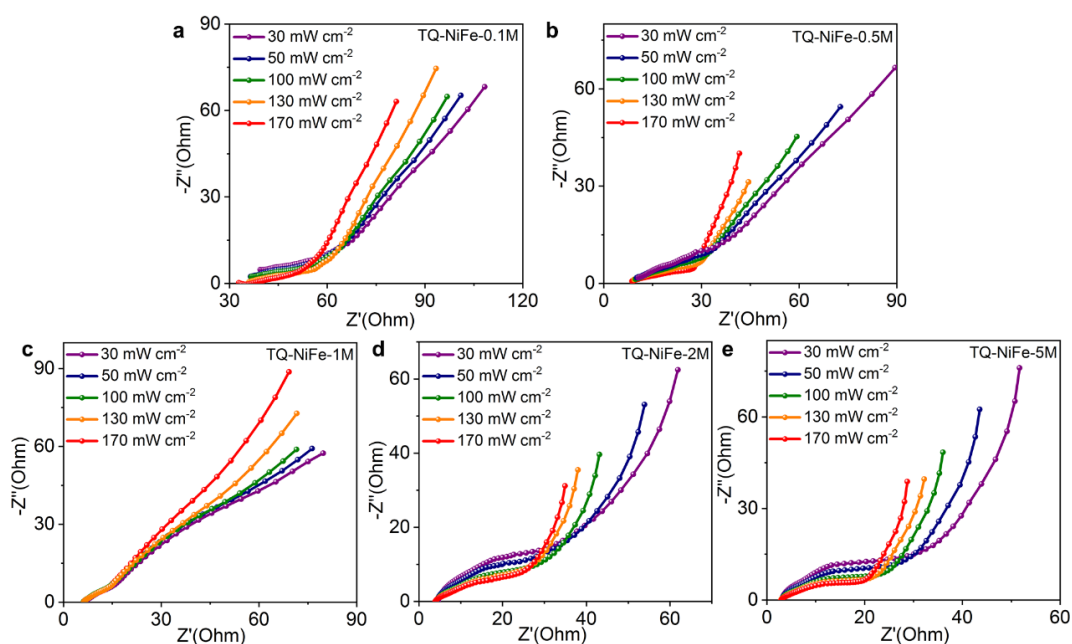 a
TQ-NiFe-0.1M
30 mW cm⁻²
50 mW cm⁻²
100 mW cm⁻²
130 mW cm⁻²
170 mW cm⁻²
90
60
30
0
-Z''(Ohm)
30
60
90
120
Z'(Ohm)
b
TQ-NiFe-0.5M
30 mW cm⁻²
50 mW cm⁻²
100 mW cm⁻²
130 mW cm⁻²
170 mW cm⁻²
60
30
0
-Z''(Ohm)
0
30
60
90
Z'(Ohm)
c
TQ-NiFe-1M
30 mW cm⁻²
50 mW cm⁻²
100 mW cm⁻²
130 mW cm⁻²
170 mW cm⁻²
90
60
30
0
-Z''(Ohm)
0
30
60
90
Z'(Ohm)
d
TQ-NiFe-2M
30 mW cm⁻²
50 mW cm⁻²
100 mW cm⁻²
130 mW cm⁻²
170 mW cm⁻²
60
40
20
0
-Z''(Ohm)
0
20
40
60
Z'(Ohm)
e
TQ-NiFe-5M
30 mW cm⁻²
50 mW cm⁻²
100 mW cm⁻²
130 mW cm⁻²
170 mW cm⁻²
60
30
0
-Z''(Ohm)
0
20
40
60
Z'(Ohm)